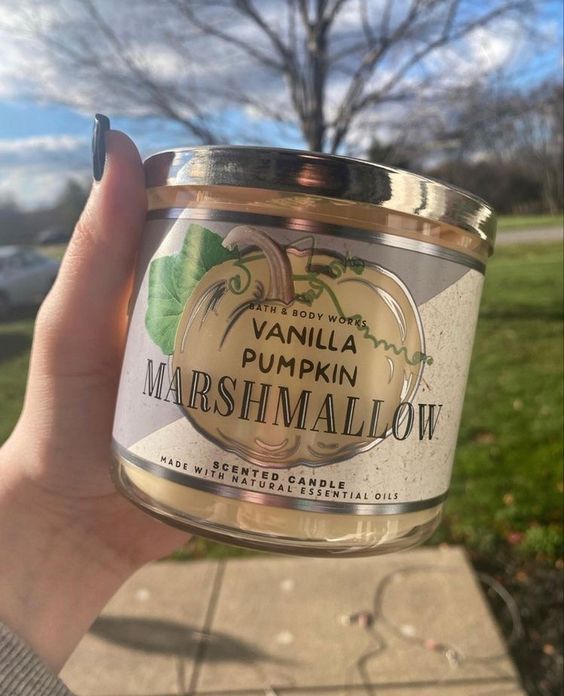 BATH & BODY WORKS
VANILLA
PUMPKIN
MARSHMALLOW
SCENTED CANDLE
MADE WITH NATURAL ESSENTIAL OILS